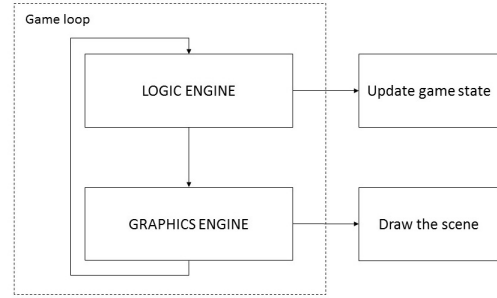 Game loop
LOGIC ENGINE
Update game state
GRAPHICS ENGINE
Draw the scene